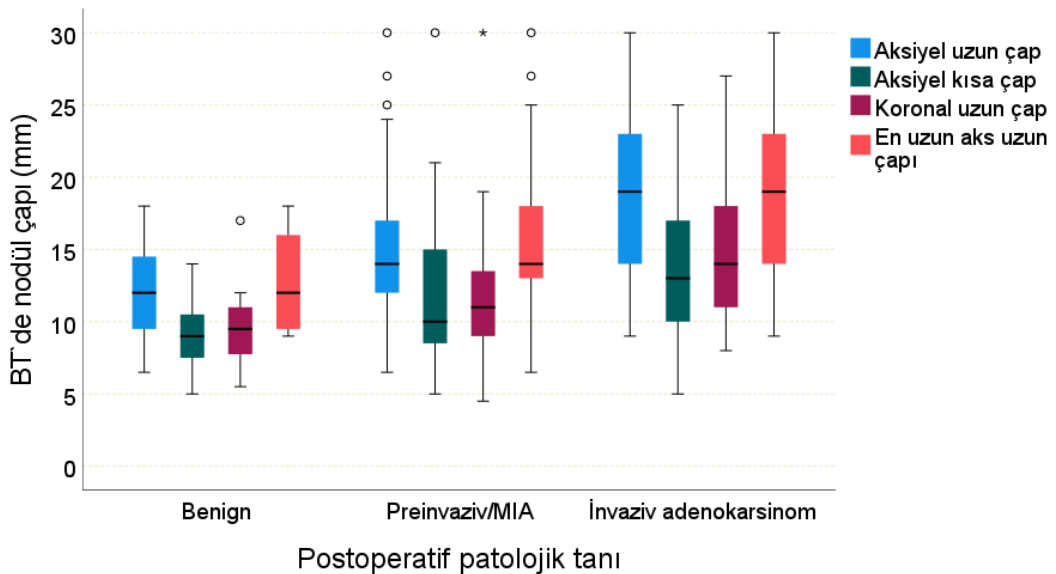 30
25
20
15
10
5
0
BT`de nodül çapı (mm)
Benign
Preinvaziv/MIA
İnvaziv adenokarsinom
Postoperatif patolojik tanı
Aksiyel uzun çap
Aksiyel kısa çap
Koronal uzun çap
En uzun aks uzun
çapı